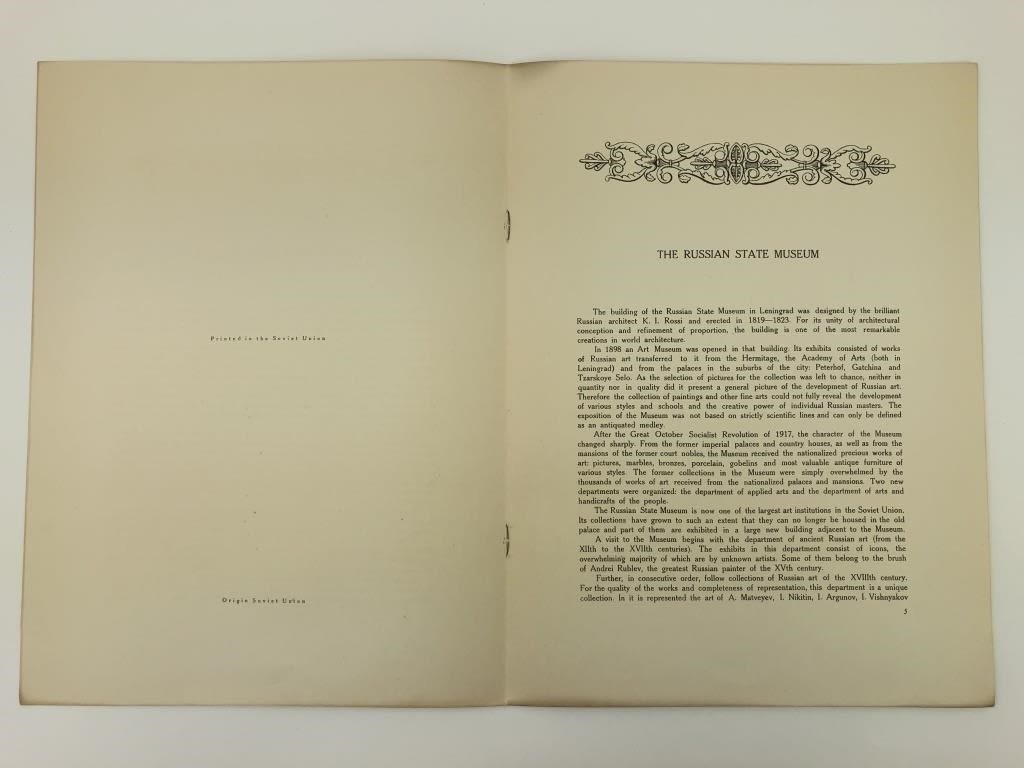 Printed in the Soviet Union
Origin Soviet Union
THE RUSSIAN STATE MUSEUM
The building of the Russian State Museum in Leningrad was designed by the brilliant
Russian architect K. I. Rossi and erected in 1819—1823. For its unity of architectural
conception and refinement of proportion, the building is one of the most remarkable
creations in world architecture.
In 1898 an Art Museum was opened in that building. Its exhibits consisted of works
of Russian art transferred to it from the Hermitage, the Academy of Arts (both in
Leningrad) and from the palaces in the suburbs of the city: Peterhof, Gatchina and
Tzarskoye Selo. As the selection of pictures for the collection was left to chance, neither in
quantity nor in quality did it present a general picture of the development of Russian art.
Therefore the collection of paintings and other fine arts could not fully reveal the development
of various styles and schools and the creative power of individual Russian masters. The
exposition of the Museum was not based on strictly scientific lines and can only be defined
as an antiquated medley.
After the Great October Socialist Revolution of 1917, the character of the Museum
changed sharply. From the former imperial palaces and country houses, as well as from the
mansions of the former court nobles, the Museum received the nationalized precious works of
art: pictures, marbles, bronzes, porcelain, gobelins and most valuable antique furniture of
various styles. The former collections in the Museum were simply overwhelmed by the
thousands of works of art received from the nationalized palaces and mansions. Two new
departments were organized: the department of applied arts and the department of arts and
handicrafts of the people.
The Russian State Museum is now one of the largest art institutions in the Soviet Union.
Its collections have grown to such an extent that they can no longer be housed in the old
palace and part of them are exhibited in a large new building adjacent to the Museum.
A visit to the Museum begins with the department of ancient Russian art (from the
XIth to the XVIIth centuries). The exhibits in this department consist of icons, the
overwhelming majority of which are by unknown artists. Some of them belong to the brush
of Andrei Rublev, the greatest Russian painter of the XVth century.
Further, in consecutive order, follow collections of Russian art of the XVIIIth century.
For the quality of the works and completeness of representation, this department is a unique
collection. In it is represented the art of A. Matveyev, I. Nikitin, I. Argunov, I. Vishnyakov
5